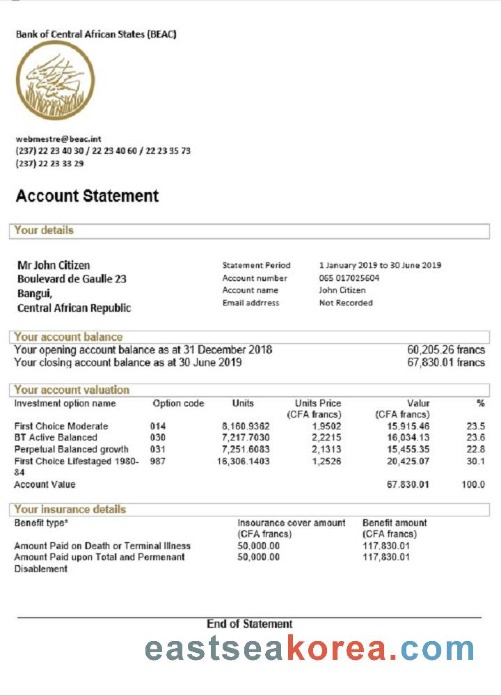 Bank of Central African States (BEAC)
webmestre@beac.int
(237) 22 23 40 30 / 22 23 40 60 / 22 23 35 73
(237) 22 23 33 29
Account Statement
Your details
Mr John Citizen
Boulevard de Gaulle 23
Bangui,
Central African Republic
Statement Period 1 January 2019 to 30 June 2019
Account number 065 017025604
Account name John Citizen
Email addrress Not Recorded
Your account balance
Your opening account balance as at 31 December 2018 60,205.26 francs
Your closing account balance as at 30 June 2019 67,830.01 francs
Your account valuation
Investment option name Option code Units Units Price Valur %
(CFA francs) (CFA francs)
First Choice Moderate 014 8,160.9362 1,9502 15,915.46 23.5
BT Active Balanced 030 7,217.7030 2,2215 16,034.13 23.6
Perpetual Balanced growth 031 7,251.6083 2,1313 15,455.35 22.8
First Choice Lifestaged 1980- 987 16,306.1403 1,2526 20,425.07 30.1
84
Account Value 67.830.01 100.0
Your insurance details
Benefit type* Insourance cover amount Benefit amount
(CFA francs) (CFA francs)
Amount Paid on Death or Terminal Illness 50,000.00 117,830.01
Amount Paid upon Total and Permenant 50,000.00 117,830.01
Disablement
End of Statement
eastseakorea.com